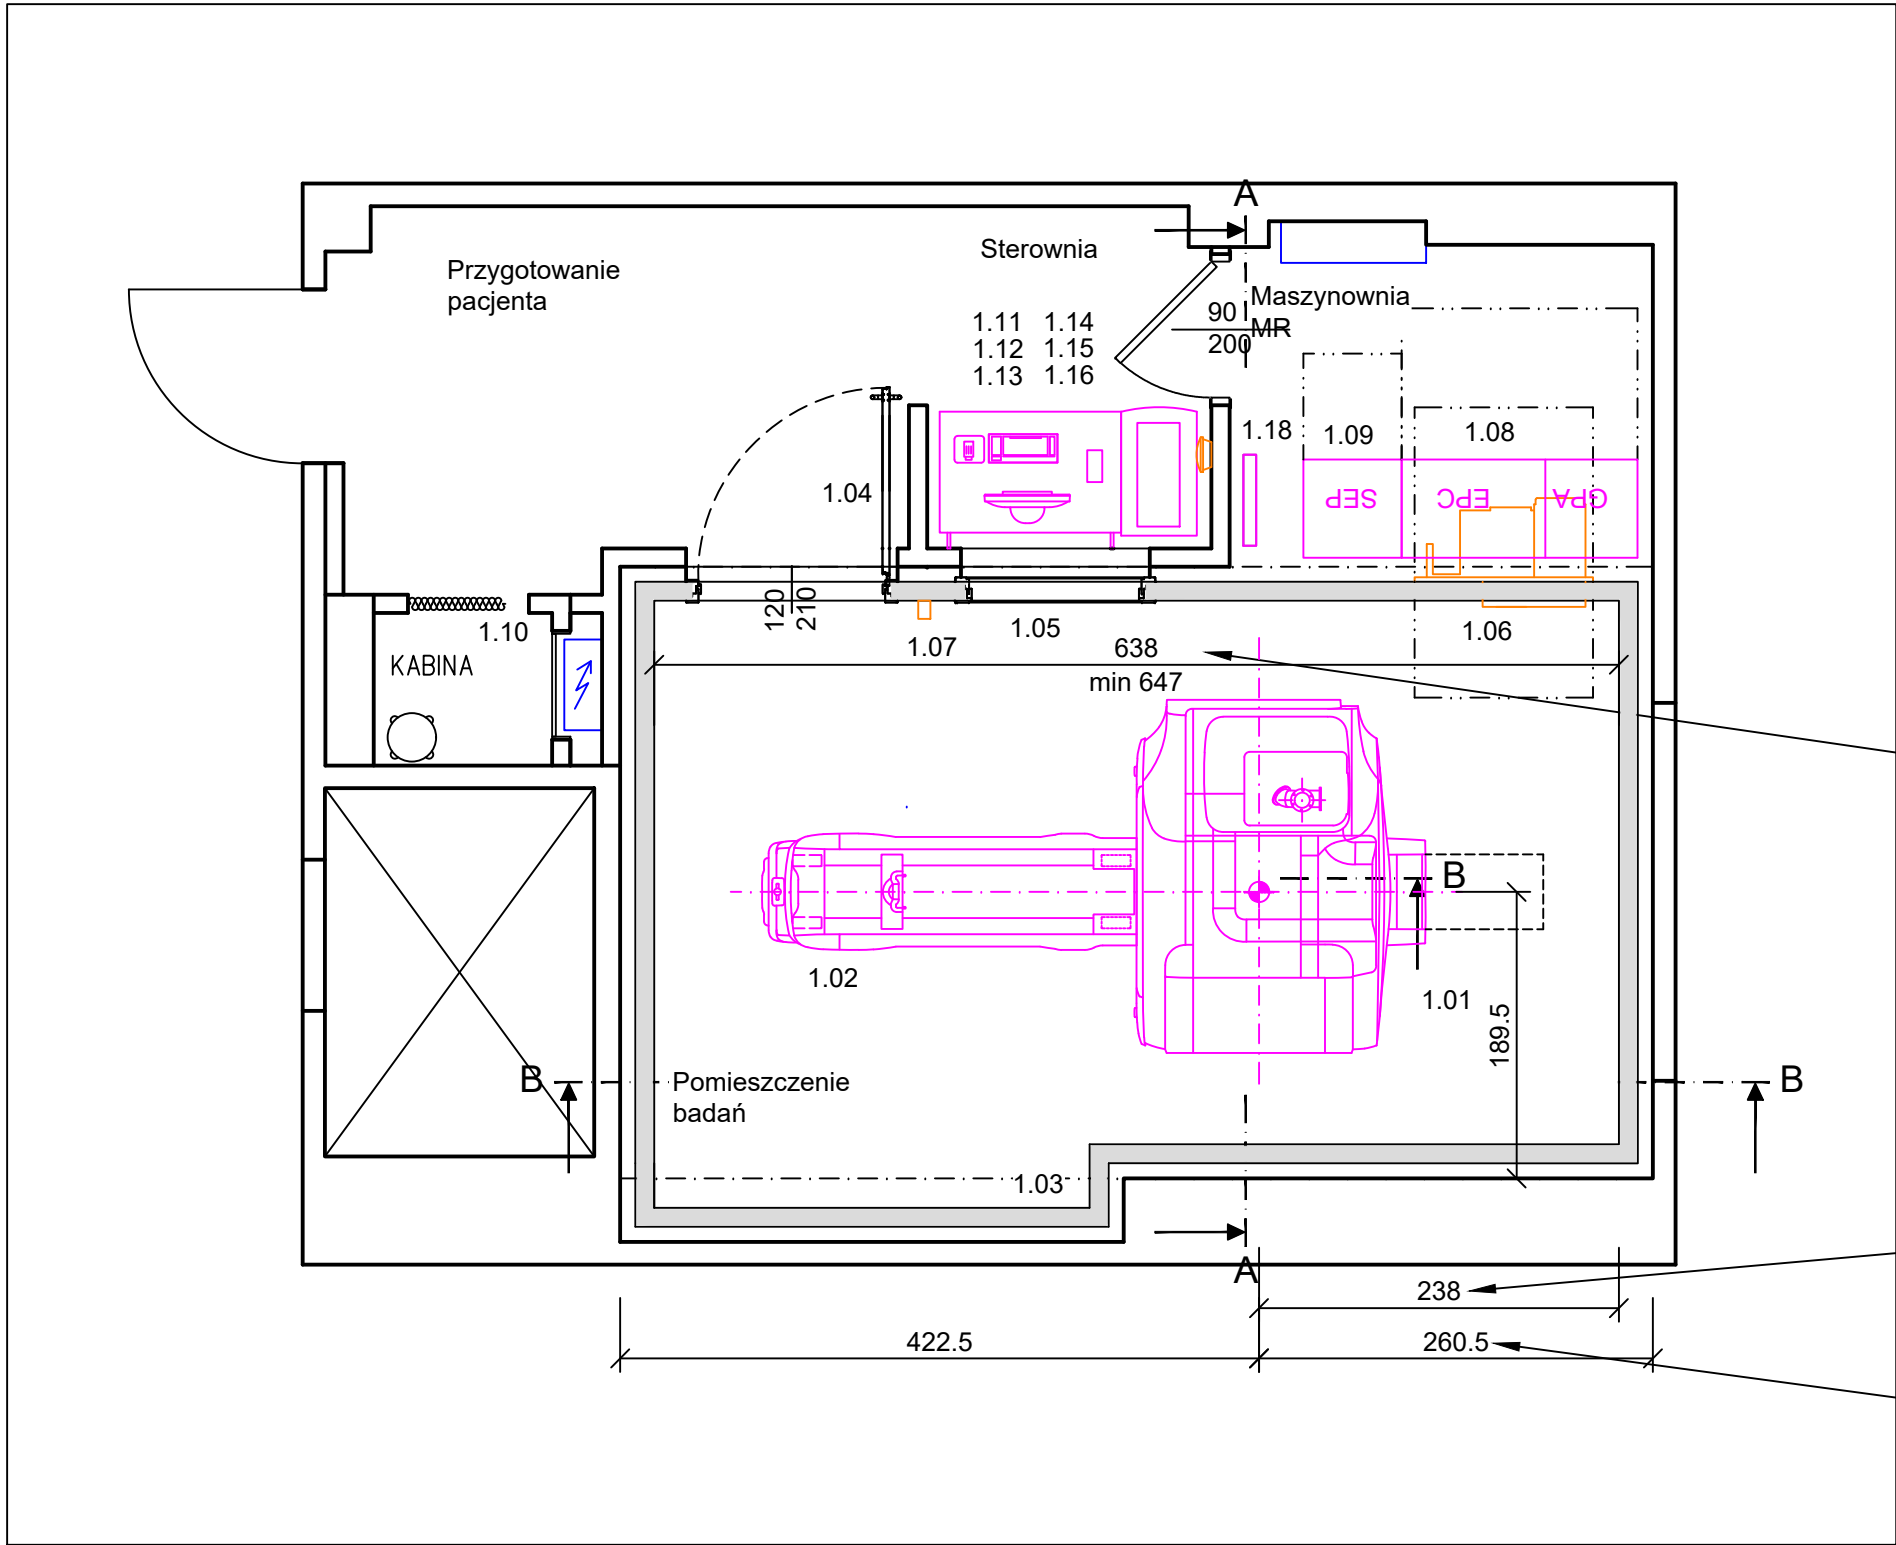 A
Sterownia
Przygotowanie
pacjenta
Maszynownia
MR
90
200
1.11 1.14
1.12 1.15
1.13 1.16
1.18
1.09
1.08
1.04
SEP
EPC
GPA
120
210
1.10
1.07
1.05
1.06
638
min 647
KABINA
B
1.02
1.01
189.5
B
Pomieszczenie
badań
B
1.03
A
238
422.5
260.5